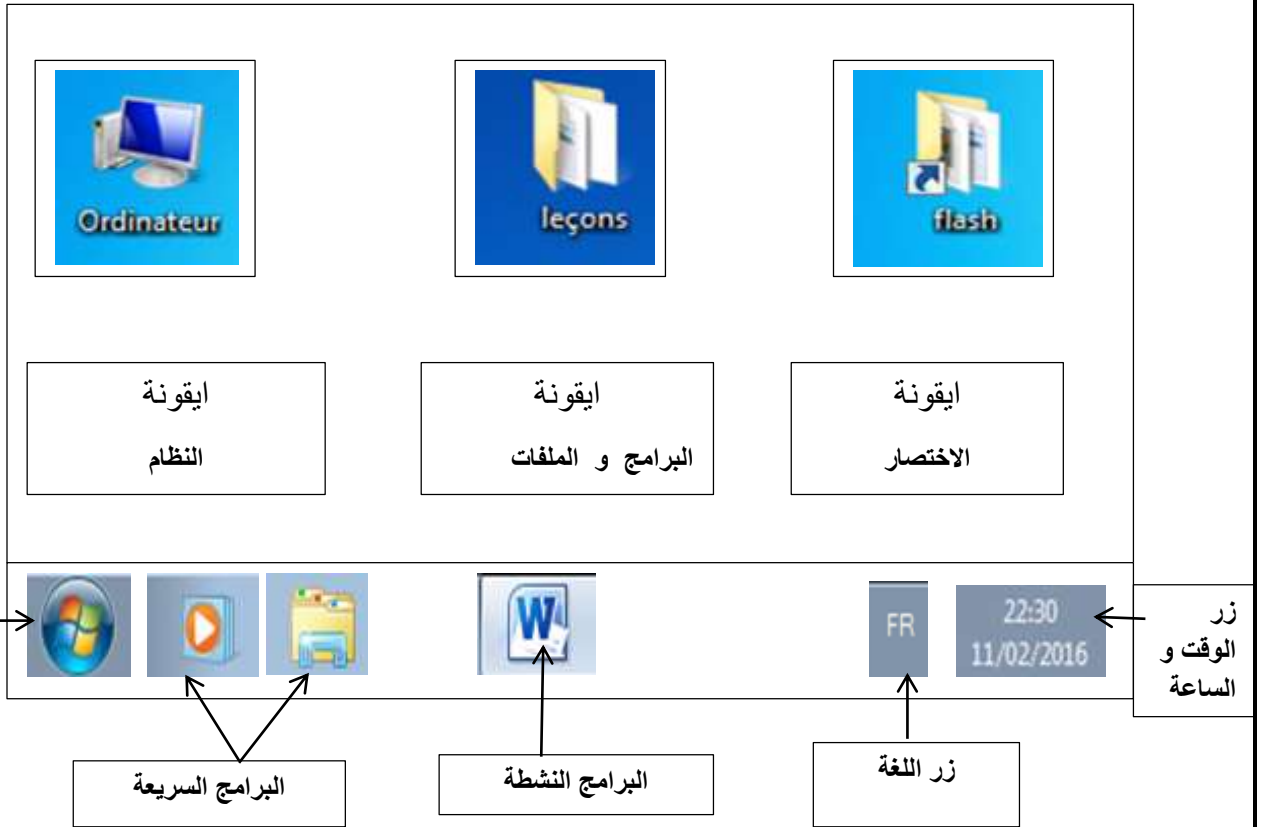 Ordinateur
leçons
flash
ايقونة
النظام
ايقونة
البرامج و الملفات
ايقونة
الاختصار
W
FR
22:30
11/02/2016
زر
الوقت و
الساعة
البرامج السريعة
البرامج النشطة
زر اللغة